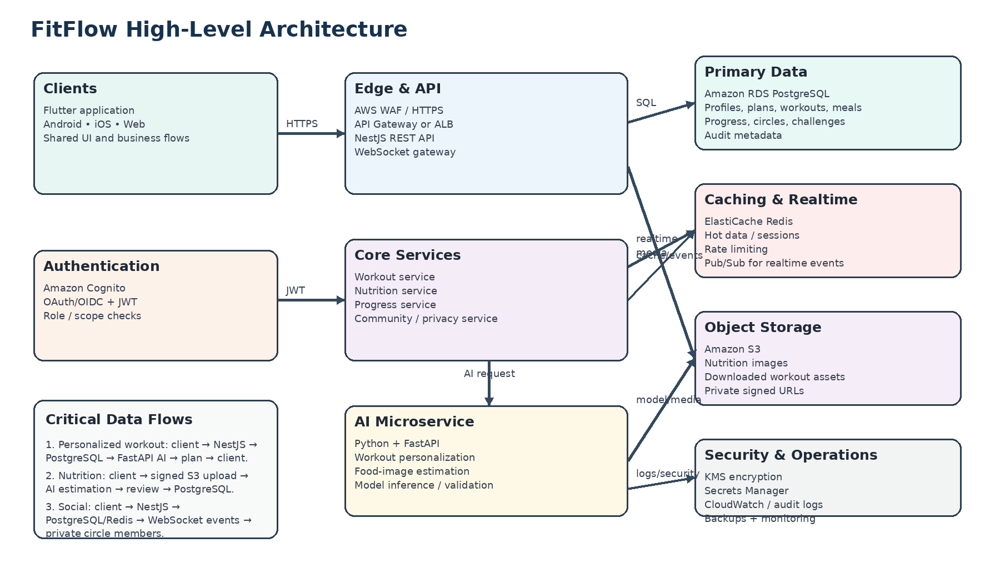 FitFlow High-Level Architecture
Clients
Flutter application
Android • iOS • Web
Shared UI and business flows
HTTPS
Edge & API
AWS WAF / HTTPS
API Gateway or ALB
NestJS REST API
WebSocket gateway
SQL
Primary Data
Amazon RDS PostgreSQL
Profiles, plans, workouts, meals
Progress, circles, challenges
Audit metadata
Authentication
Amazon Cognito
OAuth/OIDC + JWT
Role / scope checks
JWT
Core Services
Workout service
Nutrition service
Progress service
Community / privacy service
realtime
media
cache/events
Caching & Realtime
ElastiCache Redis
Hot data / sessions
Rate limiting
Pub/Sub for realtime events
AI request
Object Storage
Amazon S3
Nutrition images
Downloaded workout assets
Private signed URLs
Critical Data Flows
1. Personalized workout: client → NestJS →
PostgreSQL → FastAPI AI → plan → client.
2. Nutrition: client → signed S3 upload →
AI estimation → review → PostgreSQL.
3. Social: client → NestJS →
PostgreSQL/Redis → WebSocket events →
private circle members.
AI Microservice
Python + FastAPI
Workout personalization
Food-image estimation
Model inference / validation
model/media
logs/security
Security & Operations
KMS encryption
Secrets Manager
CloudWatch / audit logs
Backups + monitoring